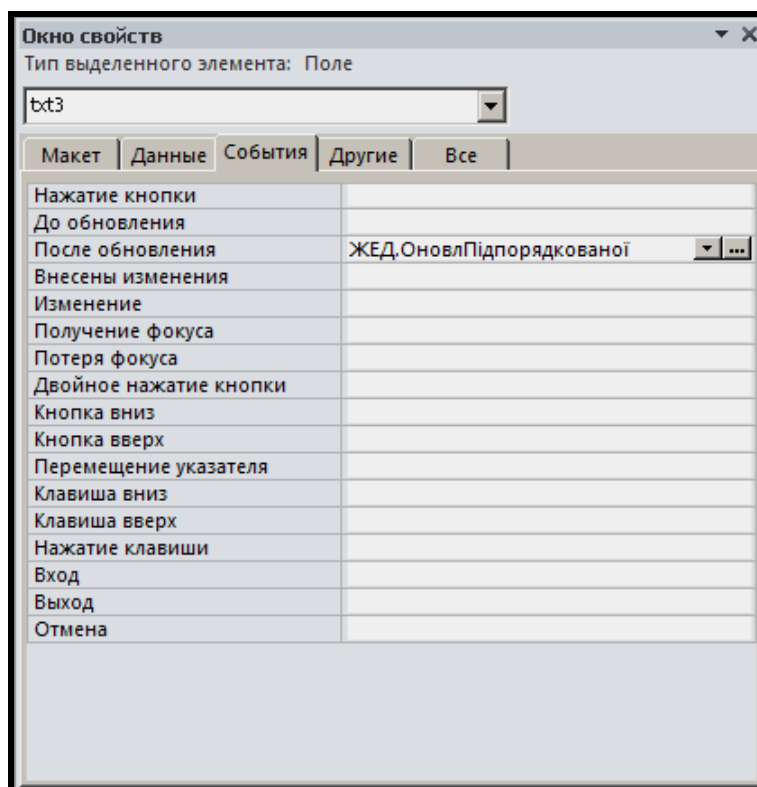 Окно свойств
Тип выделенного элемента: Поле
txt3
Макет Данные События Другие Все
Нажатие кнопки
До обновления
После обновления ЖЕД.ОновлПідпорядкованої
Внесены изменения
Изменение
Получение фокуса
Потеря фокуса
Двойное нажатие кнопки
Кнопка вниз
Кнопка вверх
Перемещение указателя
Клавиша вниз
Клавиша вверх
Нажатие клавиши
Вход
Выход
Отмена